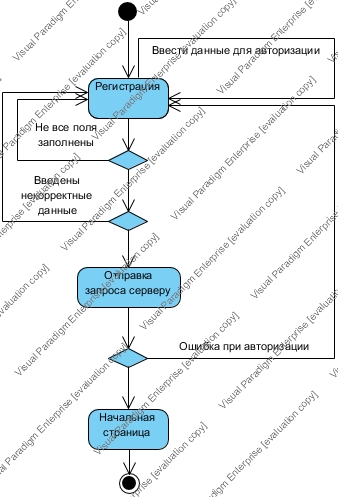 Ввести данные для авторизации
Регистрация
Не все поля
заполнены
Введены
некорректные
данные
Отправка
запроса серверу
Ошибка при авторизации
Начальная
страница
Visual Paradigm Enterprise [evaluation copy]